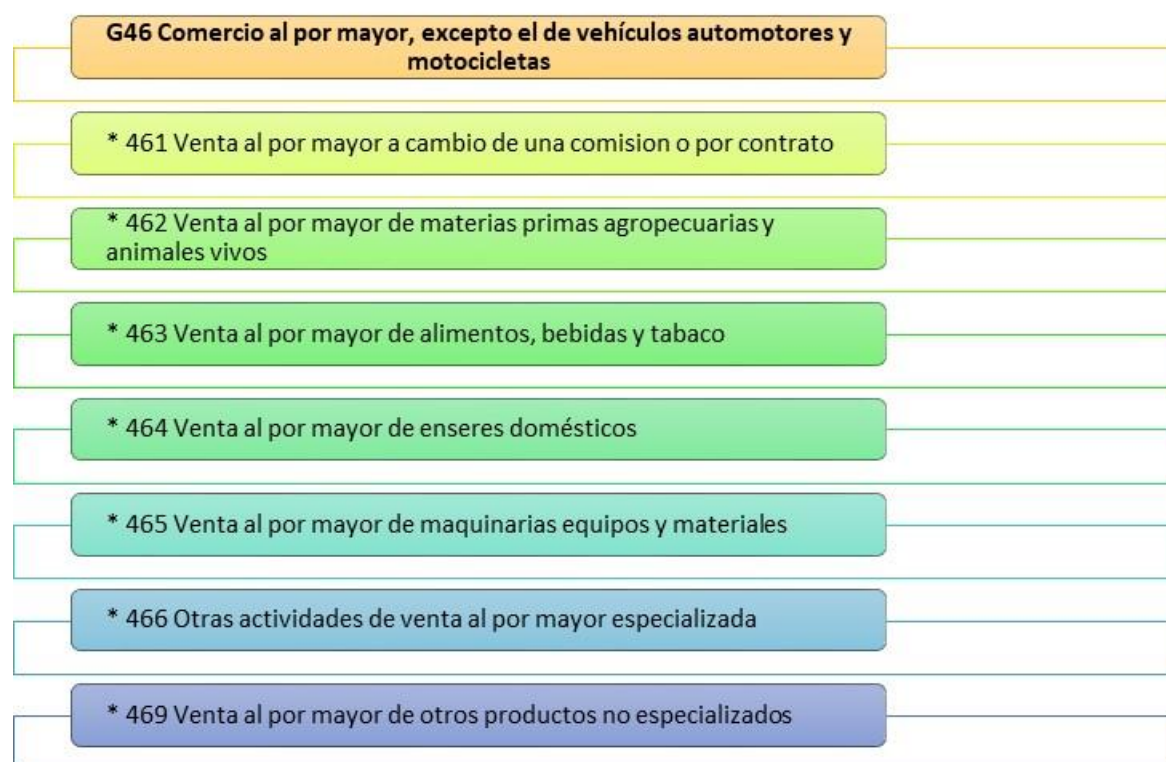 G46 Comercio al por mayor, excepto el de vehículos automotores y
motocicletas
* 461 Venta al por mayor a cambio de una comision o por contrato
* 462 Venta al por mayor de materias primas agropecuarias y
animales vivos
* 463 Venta al por mayor de alimentos, bebidas y tabaco
* 464 Venta al por mayor de enseres domésticos
* 465 Venta al por mayor de maquinarias equipos y materiales
* 466 Otras actividades de venta al por mayor especializada
* 469 Venta al por mayor de otros productos no especializados